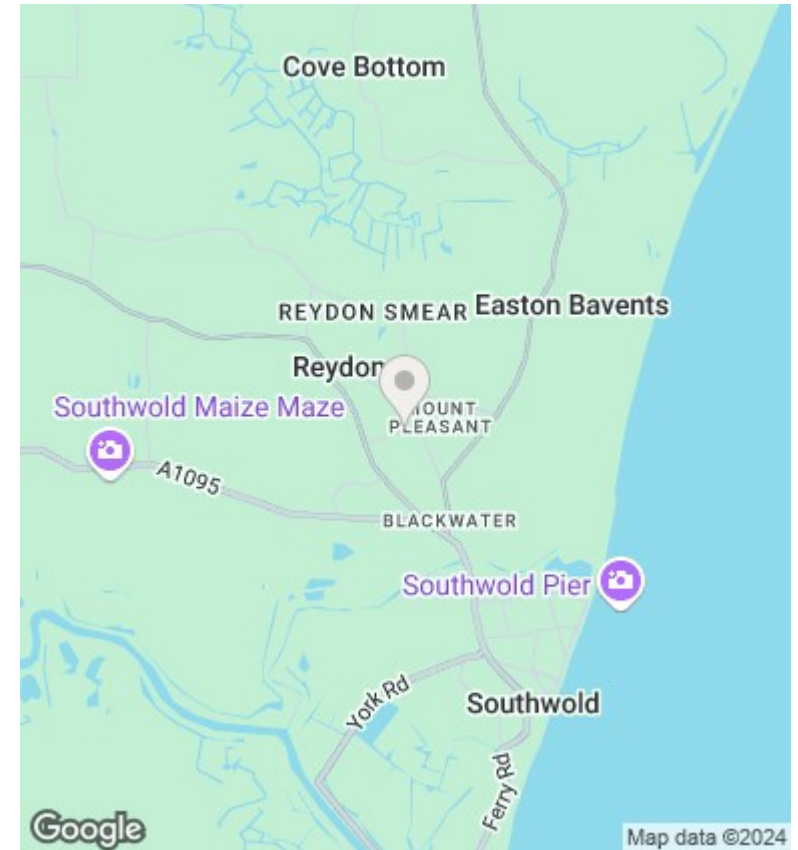 Cove Bottom
REYDON SMEAR
Easton Bavents
Reydon
Southwold Maize Maze
MOUNT
PLEASANT
A1095
BLACKWATER
Southwold Pier
York Rd
Southwold
Ferry Rd
Google
Map data ©2024